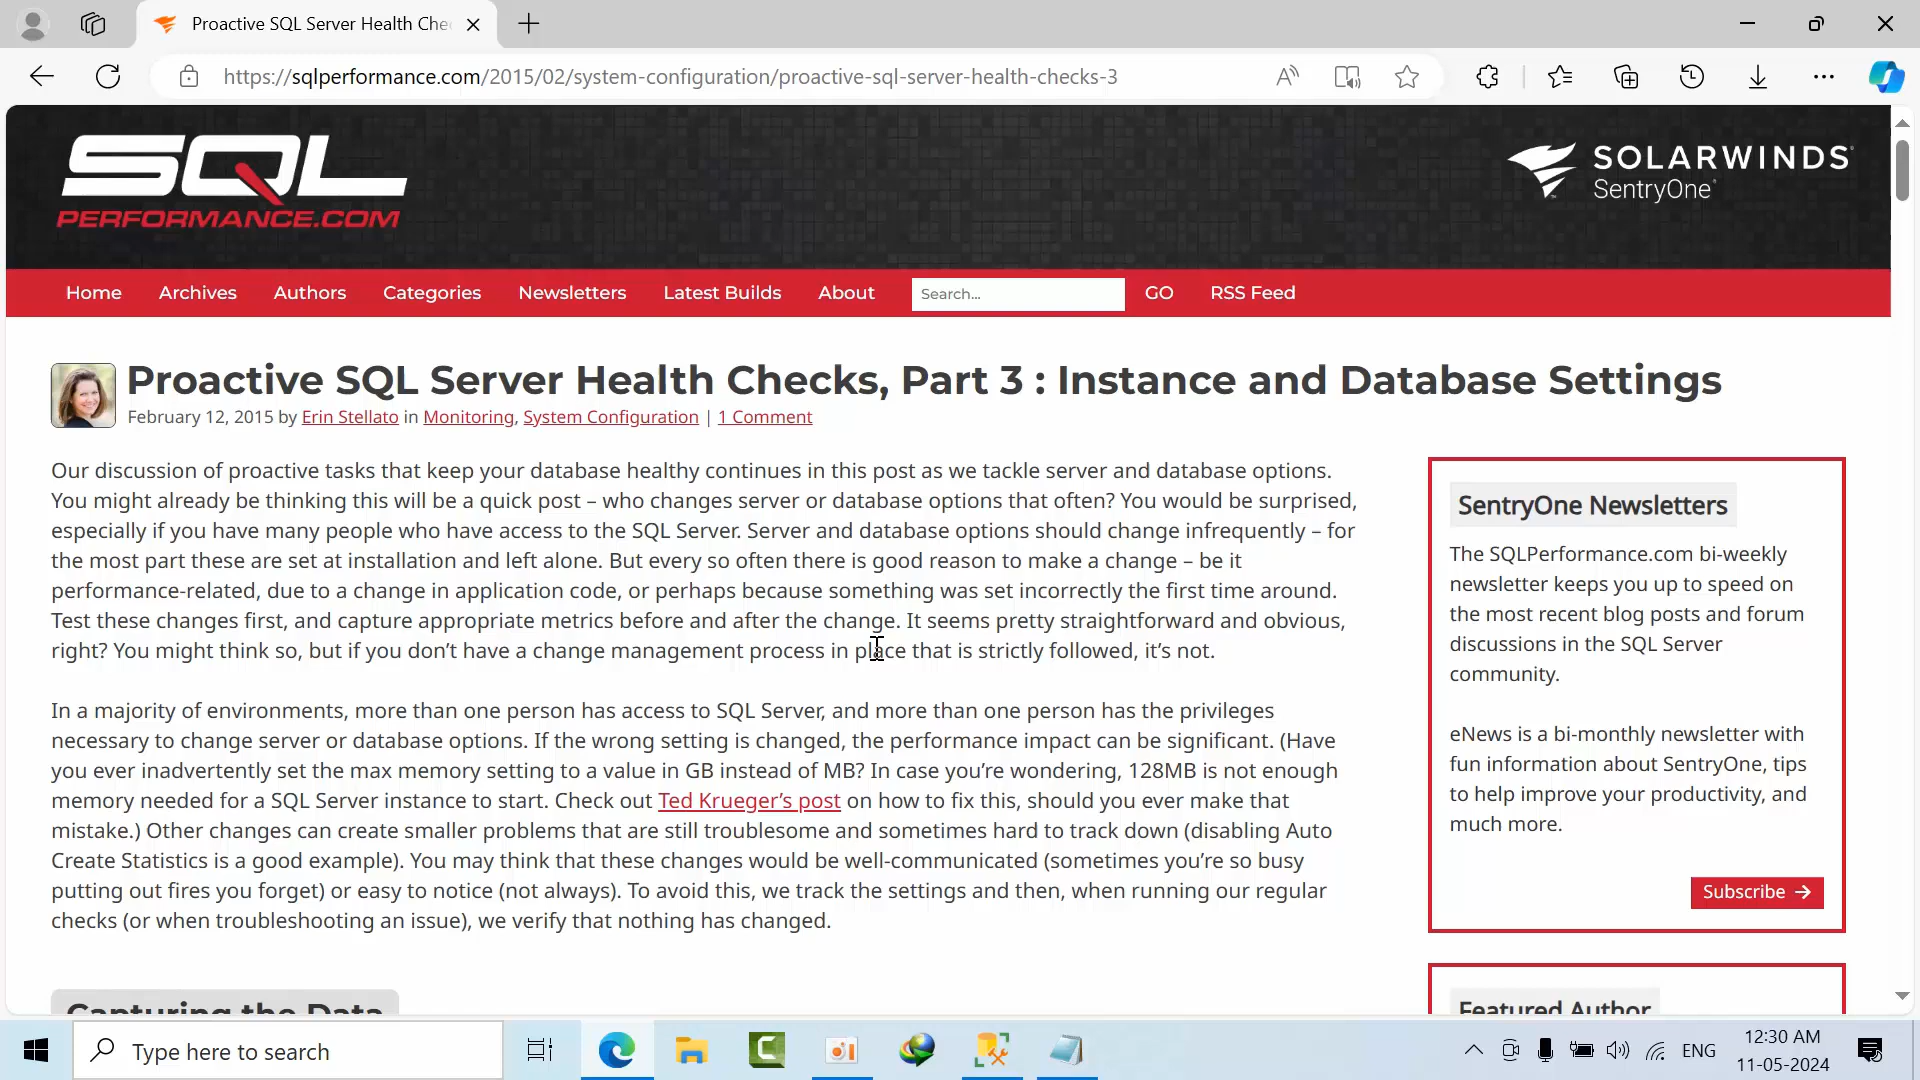 Proactive SQL Server Health Che
https://sqlperformance.com/2015/02/system-configuration/proactive-sql-server-health-checks-3
SQL
PERFORMANCE.COM
SOLARWINDS
SentryOne
Home Archives Authors Categories Newsletters Latest Builds About Search... GO RSS Feed
Proactive SQL Server Health Checks, Part 3 : Instance and Database Settings
February 12, 2015 by Erin Stellato in Monitoring, System Configuration | 1 Comment
Our discussion of proactive tasks that keep your database healthy continues in this post as we tackle server and database options.
You might already be thinking this will be a quick post – who changes server or database options that often? You would be surprised,
especially if you have many people who have access to the SQL Server. Server and database options should change infrequently – for
the most part these are set at installation and left alone. But every so often there is good reason to make a change – be it
performance-related, due to a change in application code, or perhaps because something was set incorrectly the first time around.
Test these changes first, and capture appropriate metrics before and after the change. It seems pretty straightforward and obvious,
right? You might think so, but if you don’t have a change management process in place that is strictly followed, it’s not.
In a majority of environments, more than one person has access to SQL Server, and more than one person has the privileges
necessary to change server or database options. If the wrong setting is changed, the performance impact can be significant. (Have
you ever inadvertently set the max memory setting to a value in GB instead of MB? In case you’re wondering, 128MB is not enough
memory needed for a SQL Server instance to start. Check out Ted Krueger’s post on how to fix this, should you ever make that
mistake.) Other changes can create smaller problems that are still troublesome and sometimes hard to track down (disabling Auto
Create Statistics is a good example). You may think that these changes would be well-communicated (sometimes you’re so busy
putting out fires you forget) or easy to notice (not always). To avoid this, we track the settings and then, when running our regular
checks (or when troubleshooting an issue), we verify that nothing has changed.
Capturing the Data
SentryOne Newsletters
The SQLPerformance.com bi-weekly
newsletter keeps you up to speed on
the most recent blog posts and forum
discussions in the SQL Server
community.
eNews is a bi-monthly newsletter with
fun information about SentryOne, tips
to help improve your productivity, and
much more.
Subscribe →
Featured Author
Type here to search
ENG
12:30 AM
11-05-2024